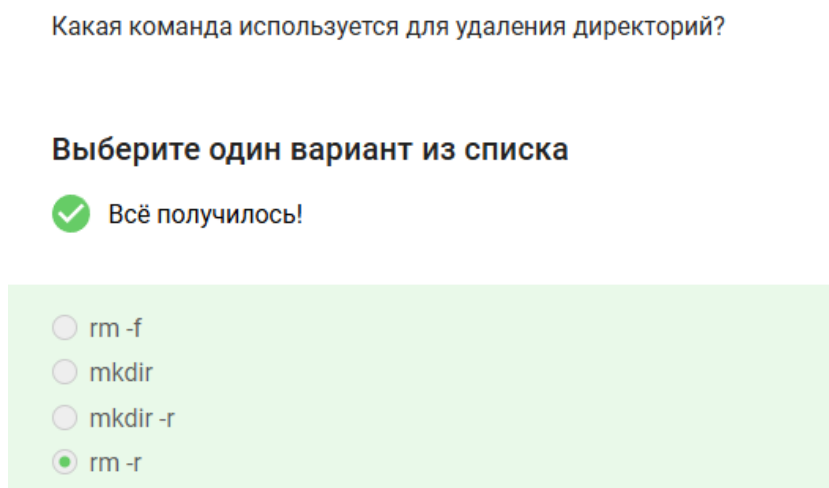 Какая команда используется для удаления директорий?
Выберите один вариант из списка
Всё получилось!
rm -f
mkdir
mkdir -r
rm -r